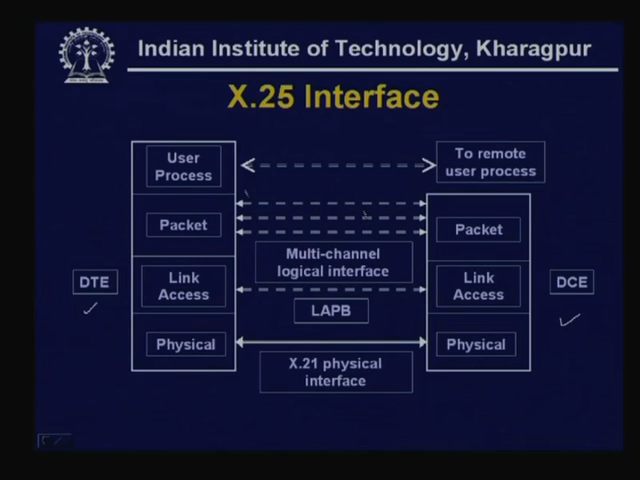 Indian Institute of Technology, Kharagpur
X.25 Interface
User
Process
To remote
user process
Packet
Packet
Multi-channel
logical interface
DTE
Link
Access
Link
Access
DCE
LAPB
Physical
Physical
X.21 physical
interface